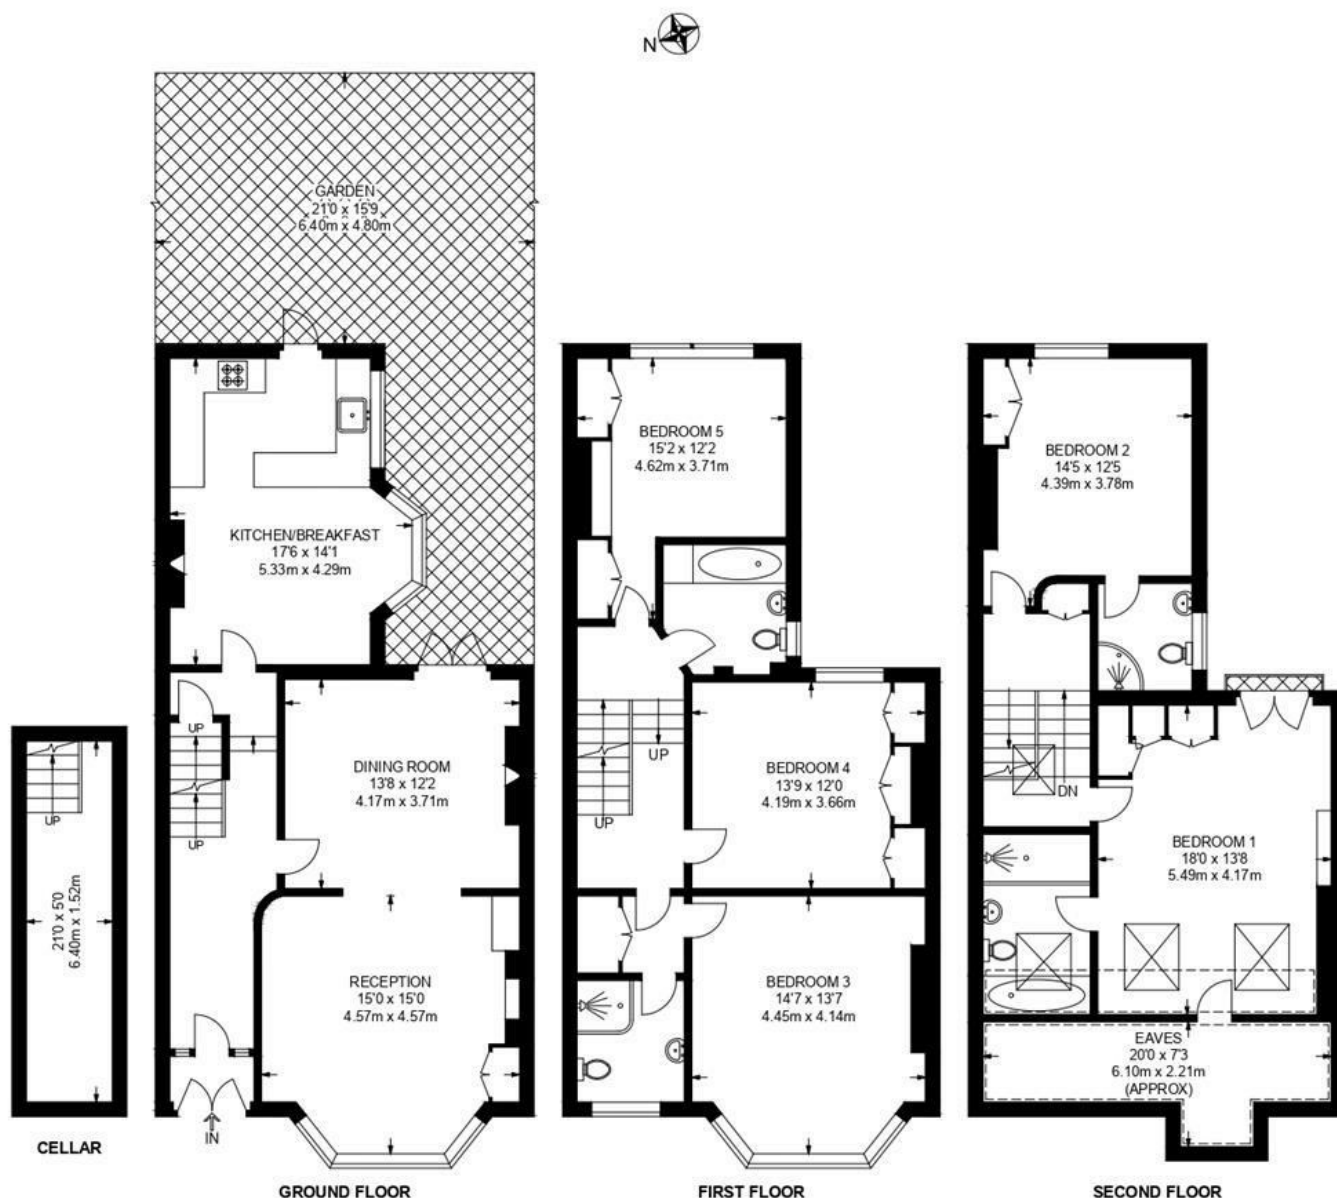 N
GARDEN
21'0 x 15'9
6.40m x 4.80m
KITCHEN/BREAKFAST
17'6 x 14'1
5.33m x 4.29m
UP
UP
DINING ROOM
13'8 x 12'2
4.17m x 3.71m
RECEPTION
15'0 x 15'0
4.57m x 4.57m
IN
GROUND FLOOR
UP
21'0 x 5'0
6.40m x 1.52m
CELLAR
BEDROOM 5
15'2 x 12'2
4.62m x 3.71m
UP
UP
BEDROOM 4
13'9 x 12'0
4.19m x 3.66m
BEDROOM 3
14'7 x 13'7
4.45m x 4.14m
FIRST FLOOR
BEDROOM 2
14'5 x 12'5
4.39m x 3.78m
DN
BEDROOM 1
18'0 x 13'8
5.49m x 4.17m
EAVES
20'0 x 7'3
6.10m x 2.21m
(APPROX)
SECOND FLOOR